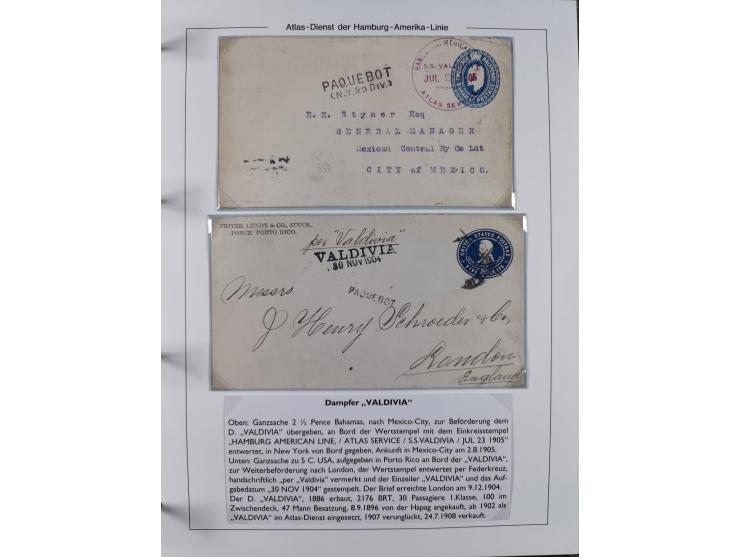 Atlas-Dienst der Hamburg-Amerika-Linie
PAQUEBOT
(N.Y. 2D DIV.)
S.S. VALDIVIA
JUL 05
ATLAS SERVICE
E. E. Styner Esq
GENERAL MANAGER
Mexican Central Ry Co Ldt
CITY of MEXICO.
FRITZE, LUNDT & CO., SUCCM.
PONCE, PORTO RICO.
per "Valdivia"
VALDIVIA
30 NOV 1904
UNITED STATES POSTAGE
FIVE CENTS
PAQUEBOT
Messrs
J Henry Schroeder & Co,
London
England
Dampfer „VALDIVIA“
Oben: Ganzsache 2 ½ Pence Bahamas, nach Mexico-City, zur Beförderung dem
D. „VALDIVIA“ übergeben, an Bord der Wertstempel mit dem Einkreisstempel
„HAMBURG AMERICAN LINE, / ATLAS SERVICE / S.S.VALDIVIA / JUL 23 1905“
entwertet, in New York von Bord gegeben, Ankunft in Mexico-City am 2.8.1905.
Unten: Ganzsache zu 5 C. USA, aufgegeben in Porto Rico an Bord der „VALDIVIA“,
zur Weiterbeförderung nach London, der Wertstempel entwertet per Federkreuz,
handschriftlich „per „Valdivia“ vermerkt und der Einzeiler „VALDIVIA“ und das Auf-
gabedatum „30 NOV 1904“ gestempelt. Der Brief erreichte London am 9.12.1904.
Der D. „VALDIVIA“, 1886 erbaut, 2176 BRT, 30 Passagiere 1.Klasse, 100 im
Zwischendeck, 47 Mann Besatzung, 8.9.1896 von der Hapag angekauft, ab 1902 als
„VALDIVIA“ im Atlas-Dienst eingesetzt, 1907 verunglückt, 24.7.1908 verkauft.